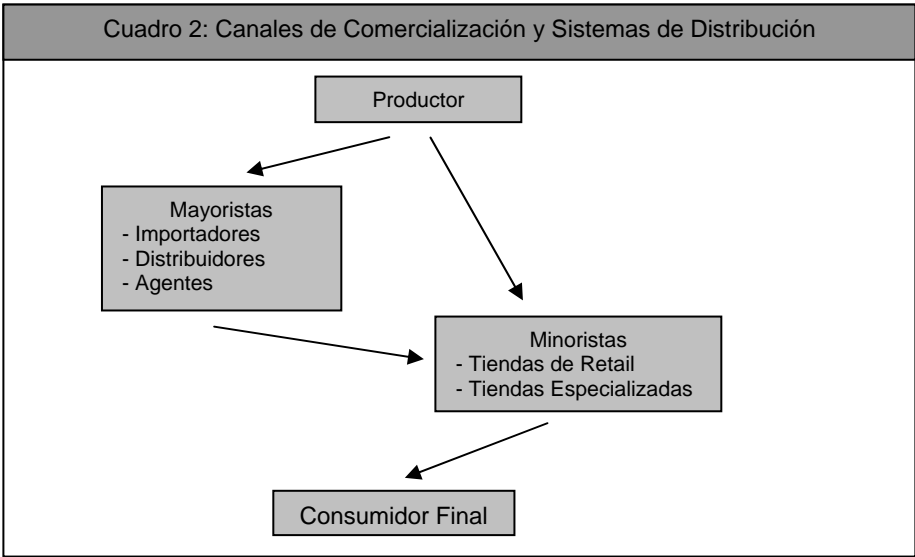 Cuadro 2: Canales de Comercialización y Sistemas de Distribución
Productor
Mayoristas
- Importadores
- Distribuidores
- Agentes
Minoristas
- Tiendas de Retail
- Tiendas Especializadas
Consumidor Final